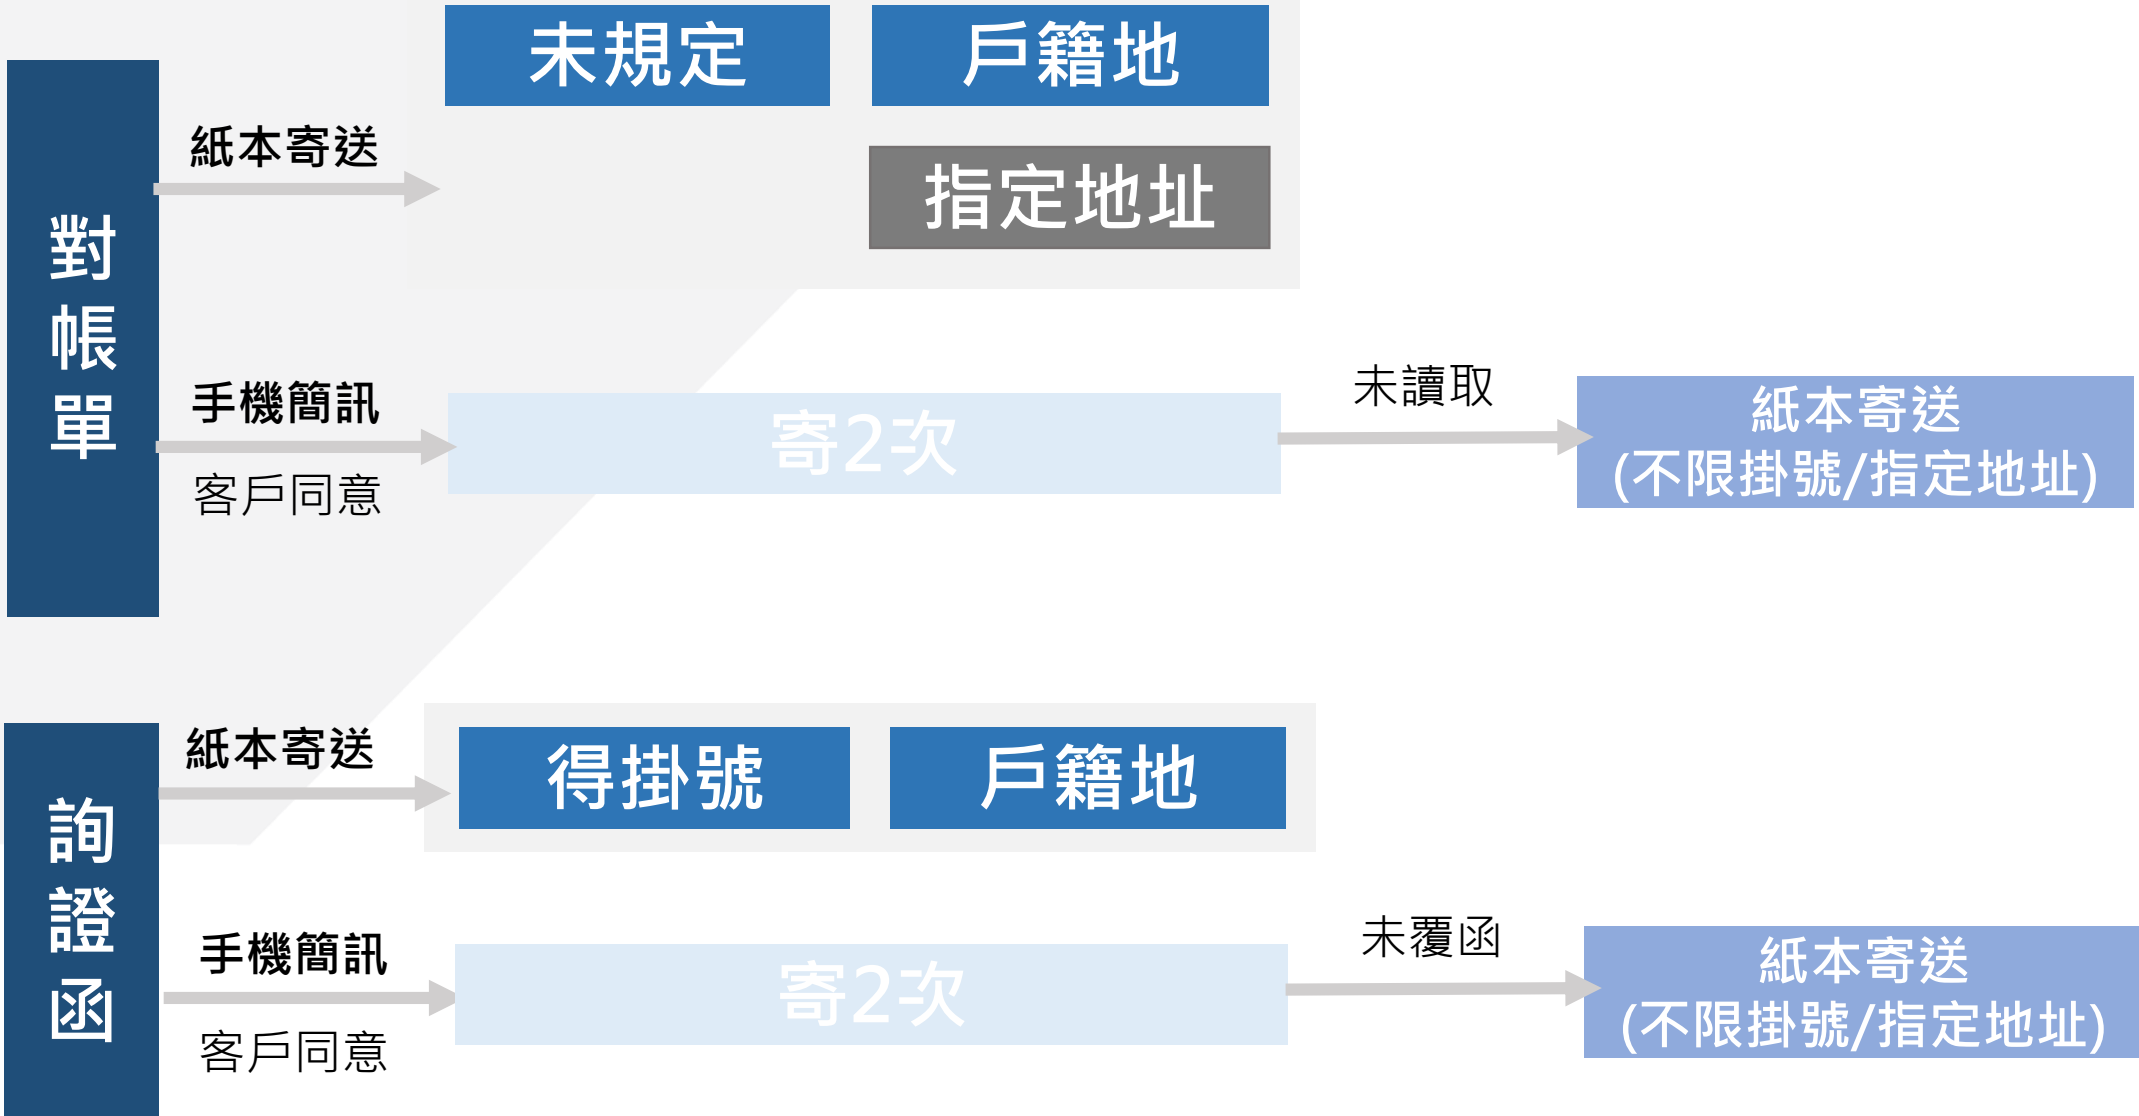 對帳單
紙本寄送
未規定
戶籍地
指定地址
手機簡訊
客戶同意
寄2次
未讀取
紙本寄送
(不限掛號/指定地址)
詢證函
紙本寄送
得掛號
戶籍地
手機簡訊
客戶同意
寄2次
未覆函
紙本寄送
(不限掛號/指定地址)